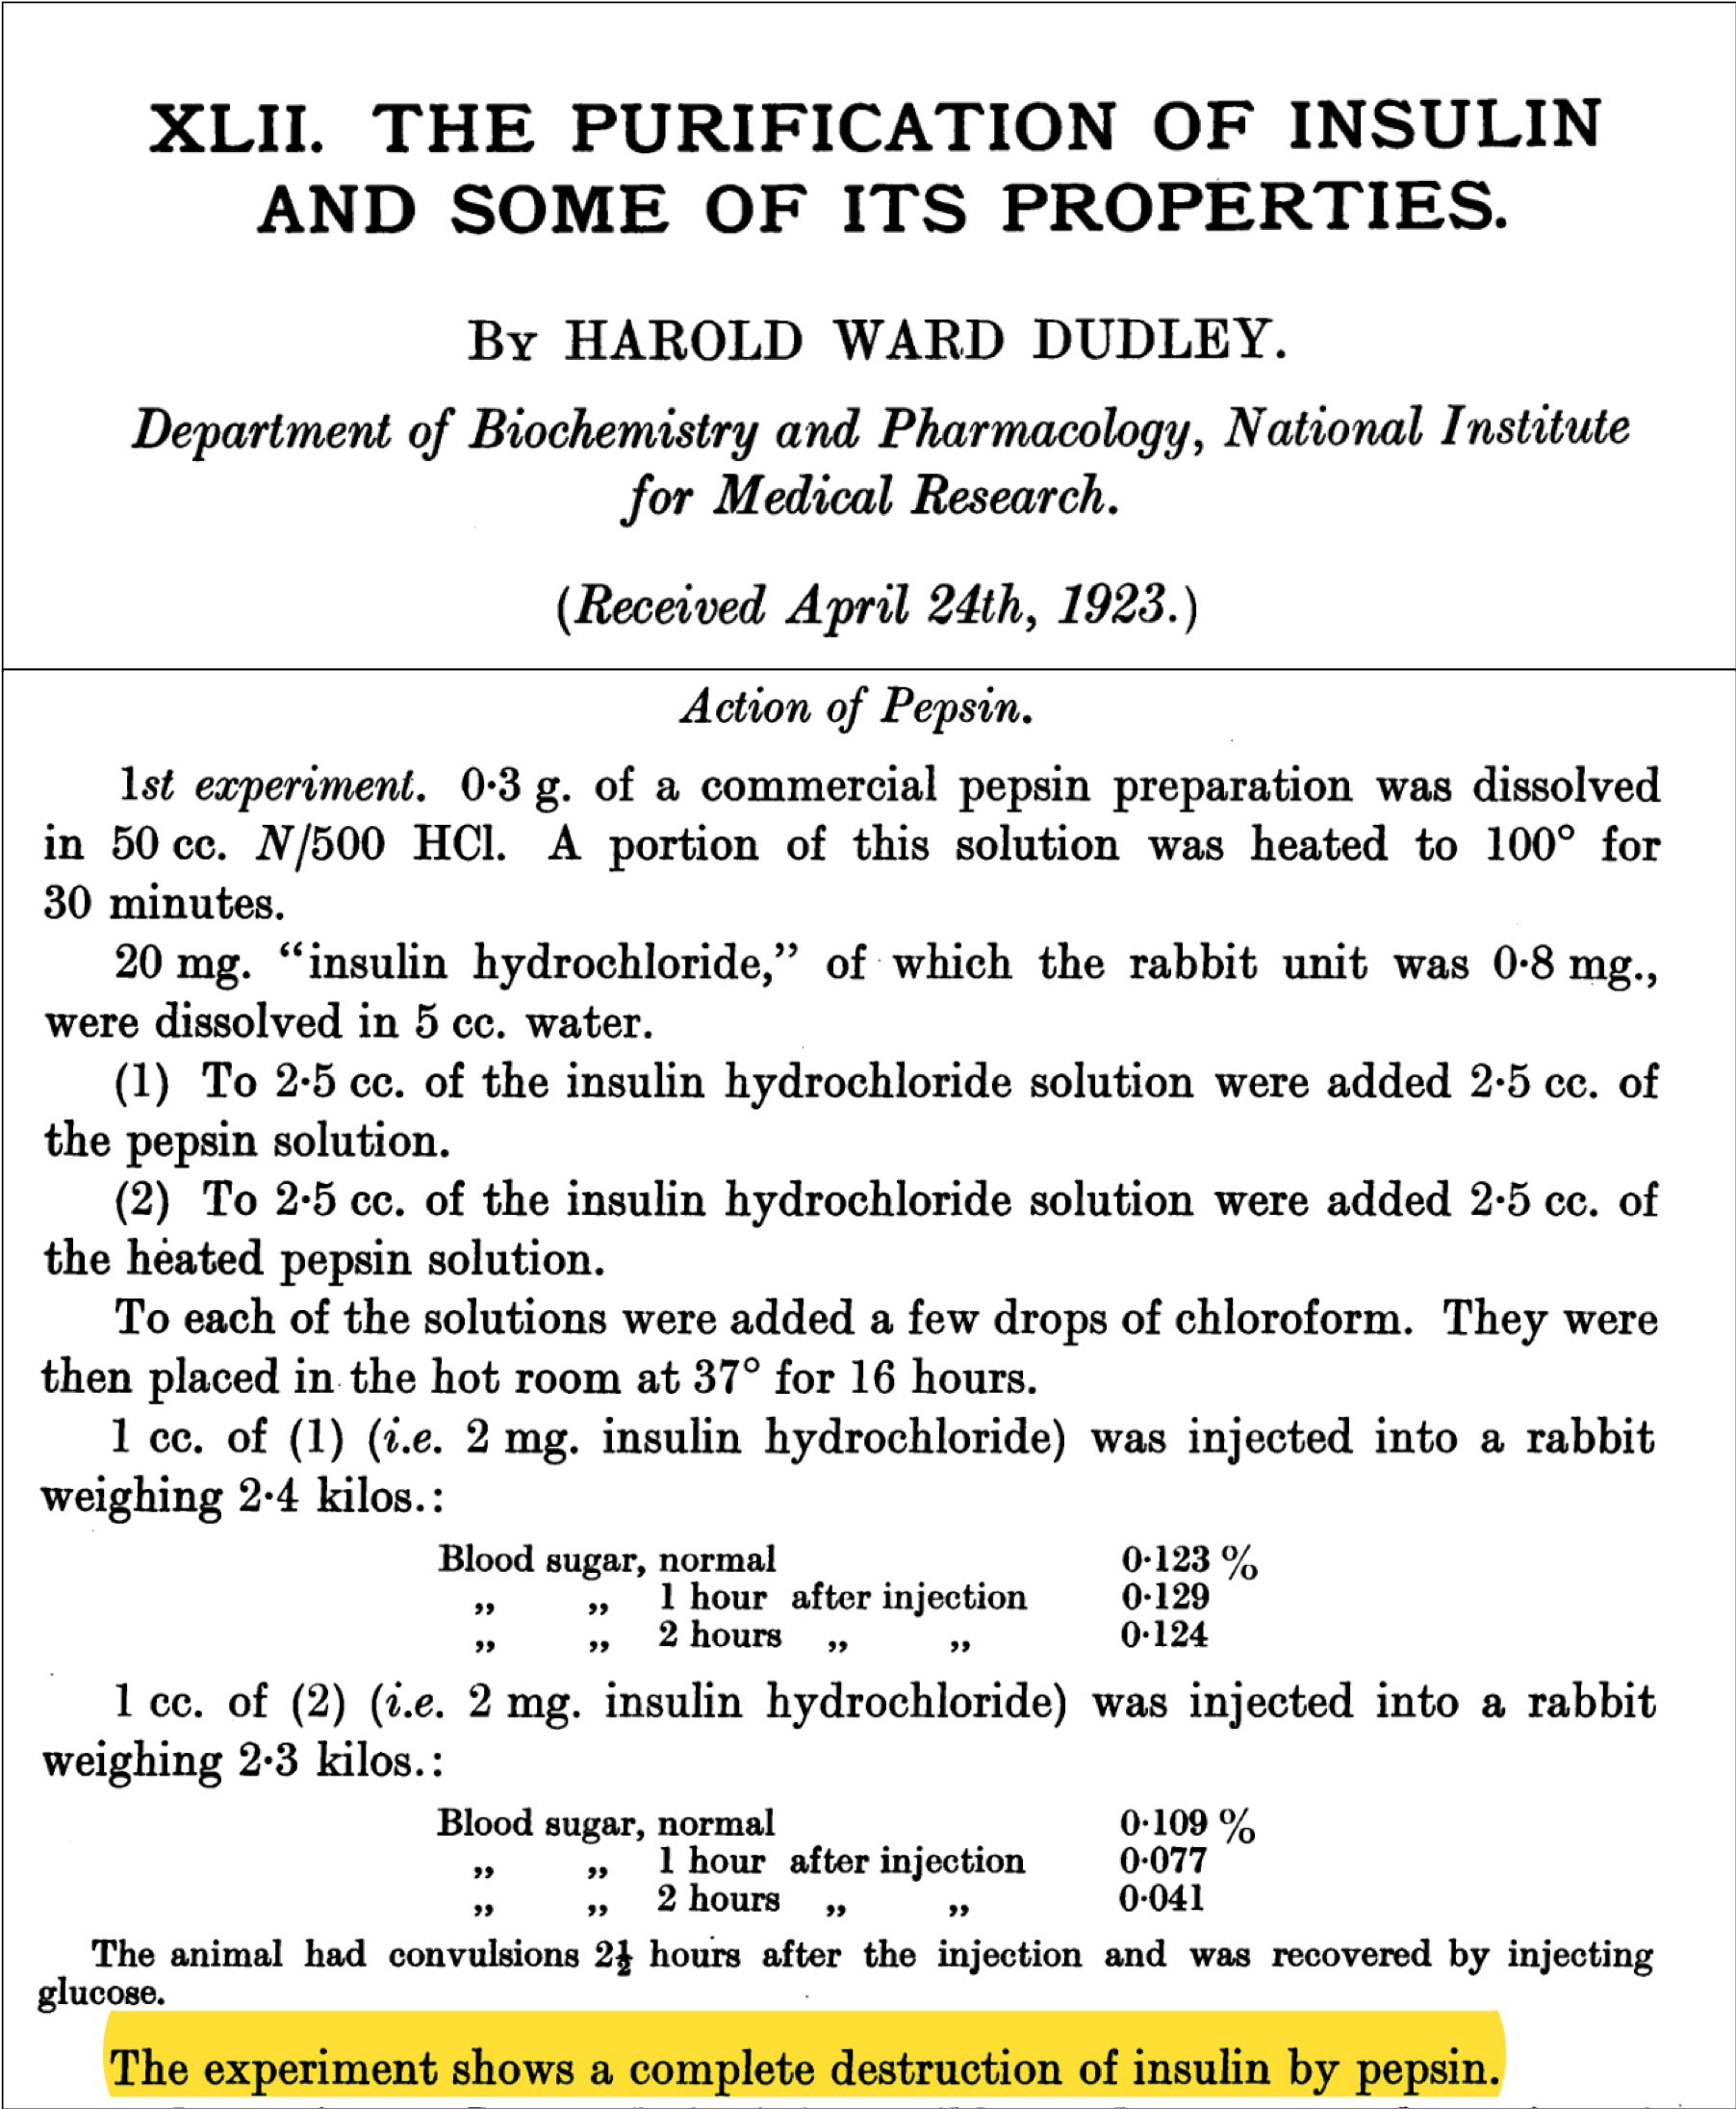 XLII. THE PURIFICATION OF INSULIN
AND SOME OF ITS PROPERTIES.
BY HAROLD WARD DUDLEY.
Department of Biochemistry and Pharmacology, National Institute
for Medical Research.
(Received April 24th, 1923.)
Action of Pepsin.
1st experiment. 0·3 g. of a commercial pepsin preparation was dissolved
in 50 cc. N/500 HCl. A portion of this solution was heated to 100° for
30 minutes.
20 mg. “insulin hydrochloride,” of which the rabbit unit was 0·8 mg.,
were dissolved in 5 cc. water.
(1) To 2·5 cc. of the insulin hydrochloride solution were added 2·5 cc. of
the pepsin solution.
(2) To 2·5 cc. of the insulin hydrochloride solution were added 2·5 cc. of
the heated pepsin solution.
To each of the solutions were added a few drops of chloroform. They were
then placed in the hot room at 37° for 16 hours.
1 cc. of (1) (i.e. 2 mg. insulin hydrochloride) was injected into a rabbit
weighing 2·4 kilos.:
Blood sugar, normal 0·123 %
„ „ 1 hour after injection 0·129
„ „ 2 hours „ „ 0·124
1 cc. of (2) (i.e. 2 mg. insulin hydrochloride) was injected into a rabbit
weighing 2·3 kilos.:
Blood sugar, normal 0·109 %
„ „ 1 hour after injection 0·077
„ „ 2 hours „ „ 0·041
The animal had convulsions 2½ hours after the injection and was recovered by injecting
glucose.
The experiment shows a complete destruction of insulin by pepsin.